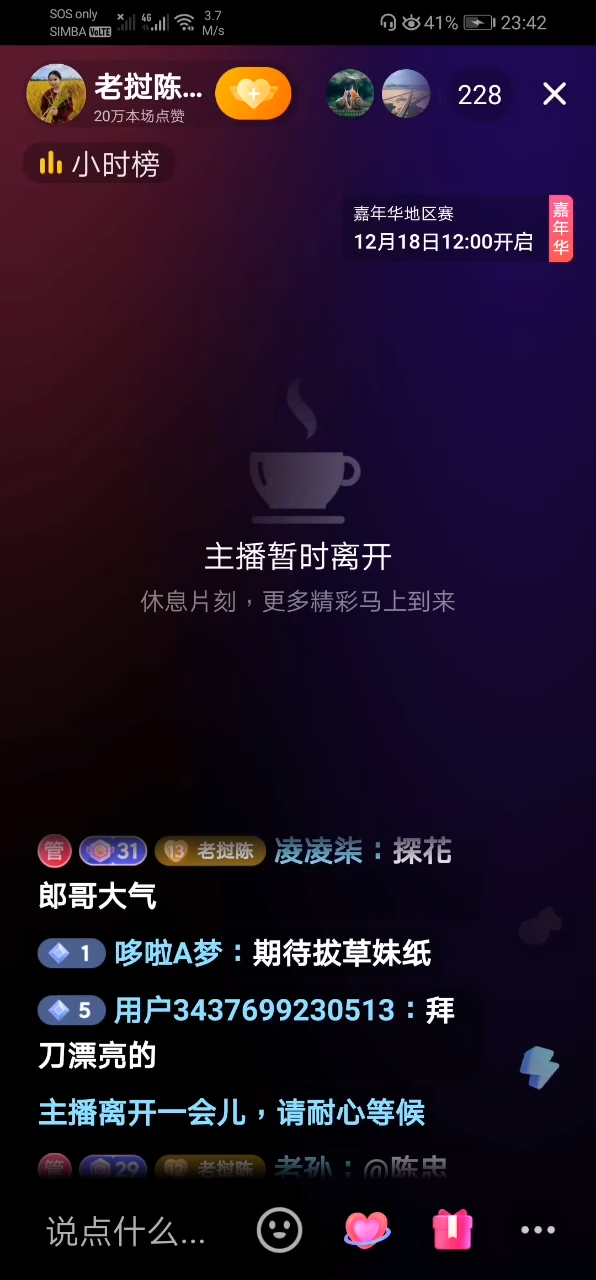 SOS only
SIMBA VoLTE
4G
3.7
M/s
41%
23:42
老挝陈...
20万本场点赞
228
小时榜
嘉年华地区赛
12月18日12:00开启
嘉年华
主播暂时离开
休息片刻，更多精彩马上到来
管 31 13 老挝陈 凌凌柒：探花
郎哥大气
1 哆啦A梦：期待拔草妹纸
5 用户3437699230513：拜
刀漂亮的
主播离开一会儿，请耐心等候
管 29 12 老挝陈 老孙：@陈忠
说点什么...